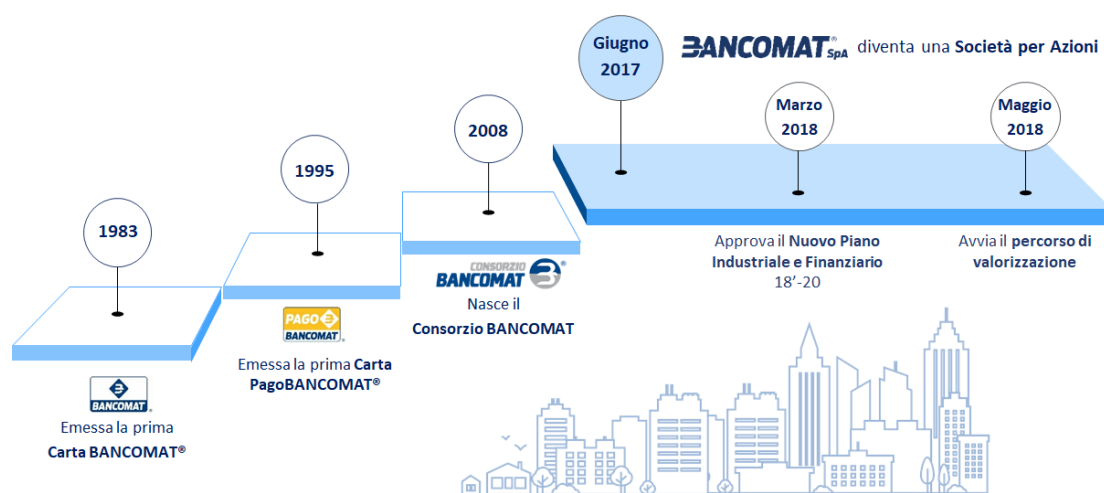 1983
BANCOMAT®
Emessa la prima
Carta BANCOMAT®
1995
PAGO
BANCOMAT®
Emessa la prima Carta
PagoBANCOMAT®
2008
CONSORZIO
BANCOMAT®
Nasce il
Consorzio BANCOMAT
Giugno
2017
BANCOMAT® SpA diventa una Società per Azioni
Marzo
2018
Approva il Nuovo Piano
Industriale e Finanziario
18’-20
Maggio
2018
Avvia il percorso di
valorizzazione